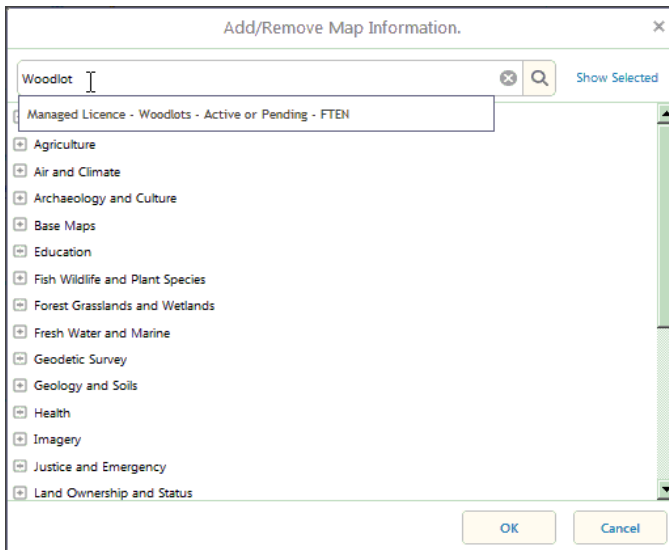 Add/Remove Map Information.
Woodlot
Show Selected
Managed Licence - Woodlots - Active or Pending - FTEN
Agriculture
Air and Climate
Archaeology and Culture
Base Maps
Education
Fish Wildlife and Plant Species
Forest Grasslands and Wetlands
Fresh Water and Marine
Geodetic Survey
Geology and Soils
Health
Imagery
Justice and Emergency
Land Ownership and Status
OK
Cancel